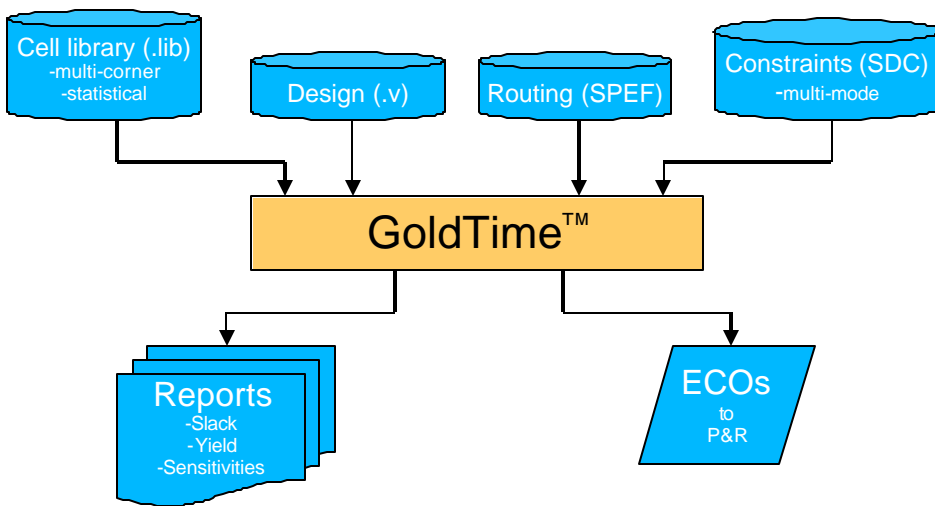 Cell library (.lib)
-multi-corner
-statistical
Design (.v)
Routing (SPEF)
Constraints (SDC)
-multi-mode
GoldTime™
Reports
-Slack
-Yield
-Sensitivities
ECOs
to
P&R